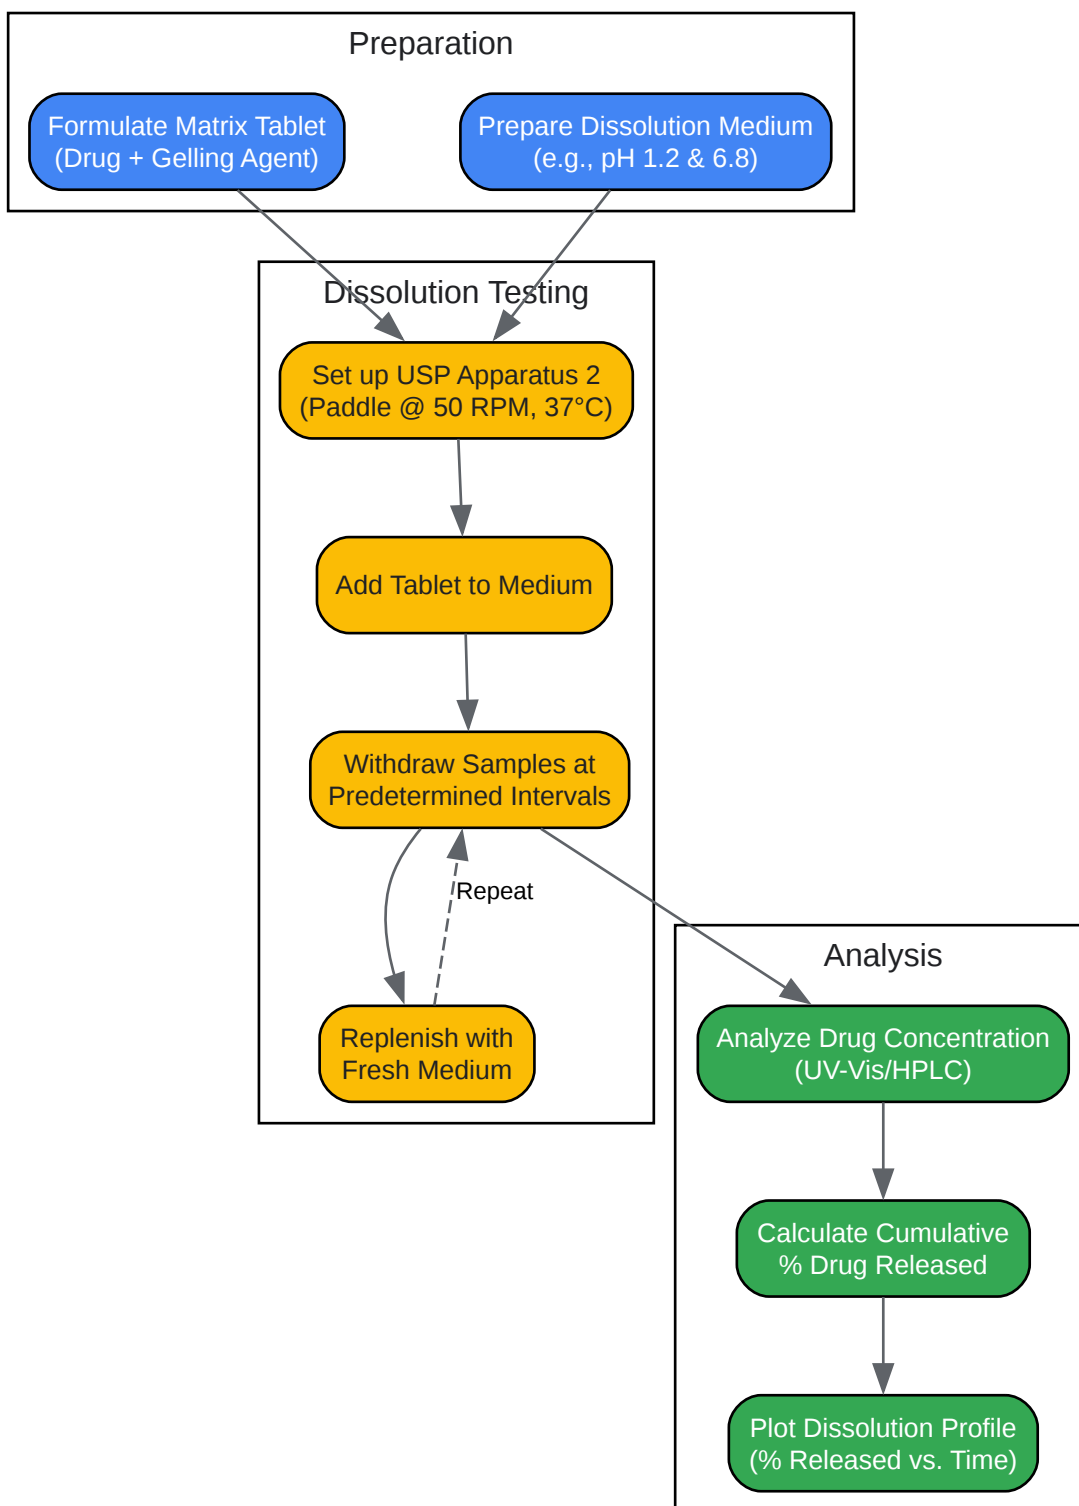 Preparation
Formulate Matrix Tablet
(Drug + Gelling Agent)
Prepare Dissolution Medium
(e.g., pH 1.2 & 6.8)
Dissolution Testing
Set up USP Apparatus 2
(Paddle @ 50 RPM, 37°C)
Add Tablet to Medium
Withdraw Samples at
Predetermined Intervals
Repeat
Replenish with
Fresh Medium
Analysis
Analyze Drug Concentration
(UV-Vis/HPLC)
Calculate Cumulative
% Drug Released
Plot Dissolution Profile
(% Released vs. Time)